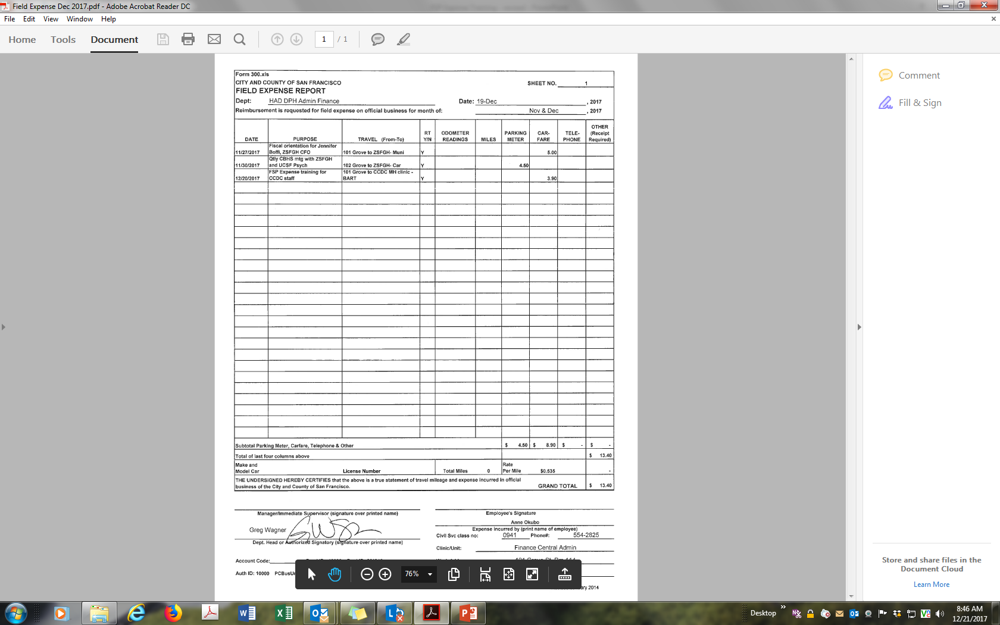 Field Expense Dec 2017.pdf - Adobe Acrobat Reader DC
File Edit View Window Help
Home Tools Document 1 / 1
Comment
Fill & Sign
Form 300.xls
CITY AND COUNTY OF SAN FRANCISCO SHEET NO. 1
FIELD EXPENSE REPORT
Dept: HAD DPH Admin Finance Date: 19-Dec , 2017
Reimbursement is requested for field expense on official business for month of: Nov & Dec , 2017
DATE PURPOSE TRAVEL (From-To) RT Y/N ODOMETER READINGS MILES PARKING METER CAR-FARE TELE-PHONE OTHER (Receipt Required)
11/27/2017 Fiscal orientation for Jennifer Boffi, ZSFGH CFO 101 Grove to ZSFGH- Muni Y 5.00
11/30/2017 Qtly CBHS mtg with ZSFGH and UCSF Psych 102 Grove to ZSFGH- Car Y 4.50
12/20/2017 FSP Expense training for CCDC staff 101 Grove to CCDC MH clinic - BART Y 3.90
Subtotal Parking Meter, Carfare, Telephone & Other $ 4.50 $ 8.90 $ - $ -
Total of last four columns above $ 13.40
Make and Model Car License Number Total Miles 0 Rate Per Mile $0.535 -
THE UNDERSIGNED HEREBY CERTIFIES that the above is a true statement of travel mileage and expense incurred in official
business of the City and County of San Francisco. GRAND TOTAL $ 13.40
Manager/Immediate Supervisor (signature over printed name) Employee's Signature
Anne Okubo
Greg Wagner Expense incurred by (print name of employee)
Civil Svc class no: 0941 Phone#: 554-2825
Dept. Head or Authorized Signatory (signature over printed name)
Clinic/Unit: Finance Central Admin
Account Code:
Auth ID: 10000
76%
2014
Store and share files in the
Document Cloud
Learn More
Desktop
8:46 AM
12/21/2017